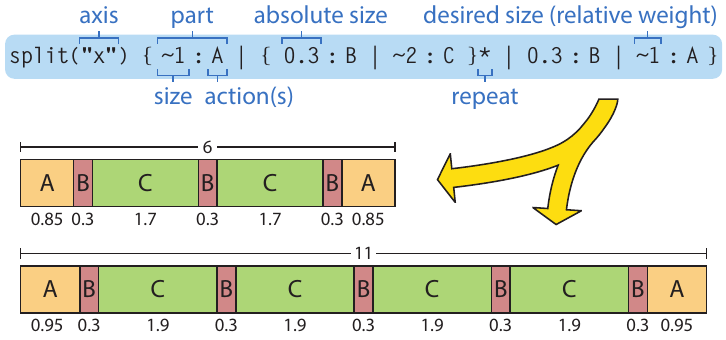 axis part absolute size desired size (relative weight)
split("x") { ~1 : A | { 0.3 : B | ~2 : C }* | 0.3 : B | ~1 : A }
size action(s) repeat
6
A B C B C B A
0.85 0.3 1.7 0.3 1.7 0.3 0.85
11
A B C B C B C B C B A
0.95 0.3 1.9 0.3 1.9 0.3 1.9 0.3 1.9 0.3 0.95